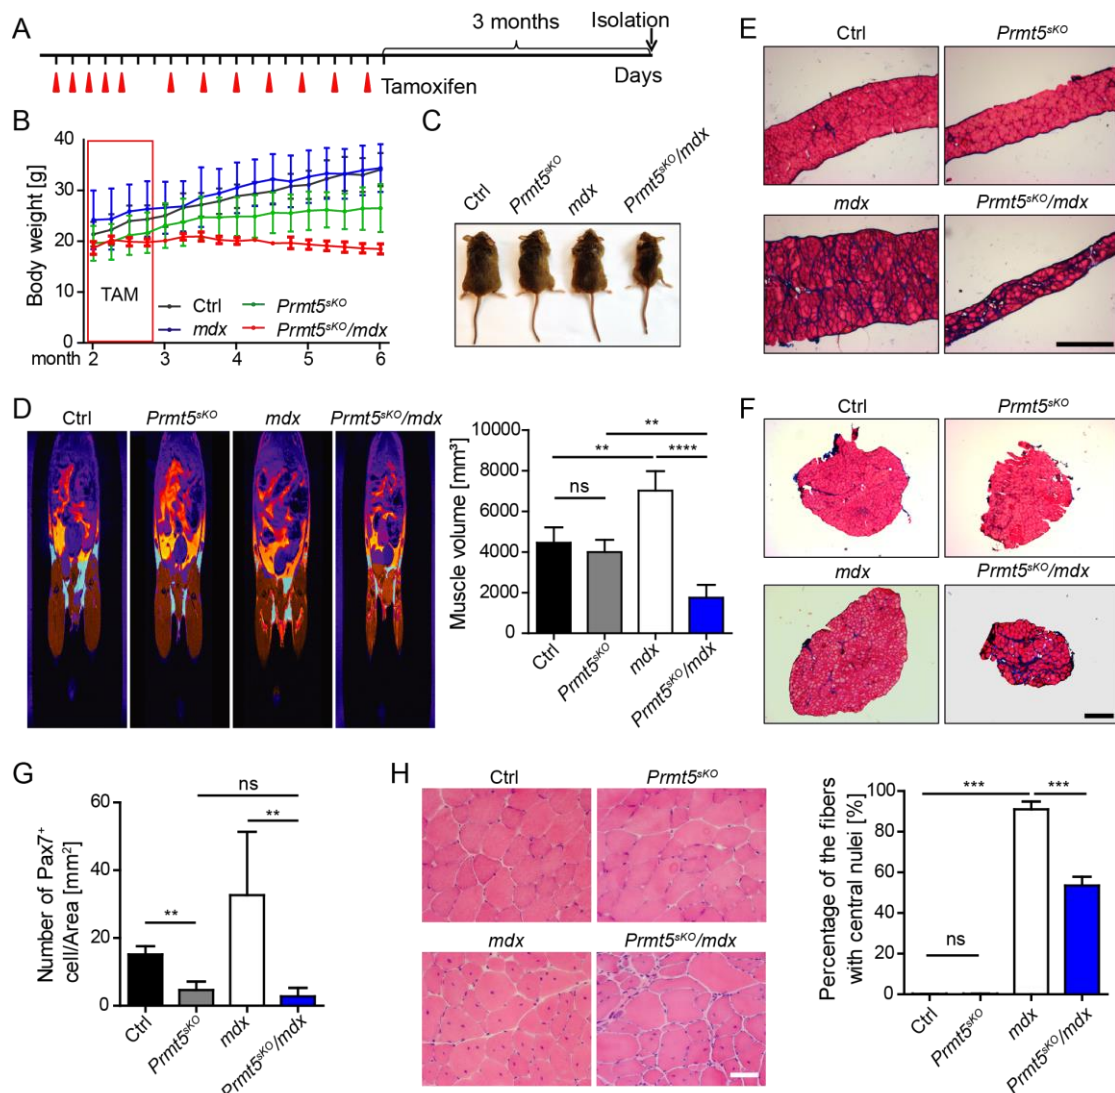 A
3 months
Isolation
Tamoxifen
Days
B
Body weight [g]
40
30
20
10
0
TAM
Ctrl
Prmt5sKO
mdx
Prmt5sKO/mdx
month
2 3 4 5 6
C
Ctrl
Prmt5sKO
mdx
Prmt5sKO/mdx
D
Ctrl
Prmt5sKO
mdx
Prmt5sKO/mdx
Muscle volume [mm³]
10000
8000
6000
4000
2000
0
**
** ****
ns
Ctrl
Prmt5sKO
mdx
Prmt5sKO/mdx
E
Ctrl
Prmt5sKO
mdx
Prmt5sKO/mdx
F
Ctrl
Prmt5sKO
mdx
Prmt5sKO/mdx
G
Number of Pax7+
cell/Area [mm²]
60
40
20
0
ns
**
**
Ctrl
Prmt5sKO
mdx
Prmt5sKO/mdx
H
Ctrl
Prmt5sKO
mdx
Prmt5sKO/mdx
Percentage of the fibers
with central nulei [%]
100
80
60
40
20
0
*** ***
ns
Ctrl
Prmt5sKO
mdx
Prmt5sKO/mdx